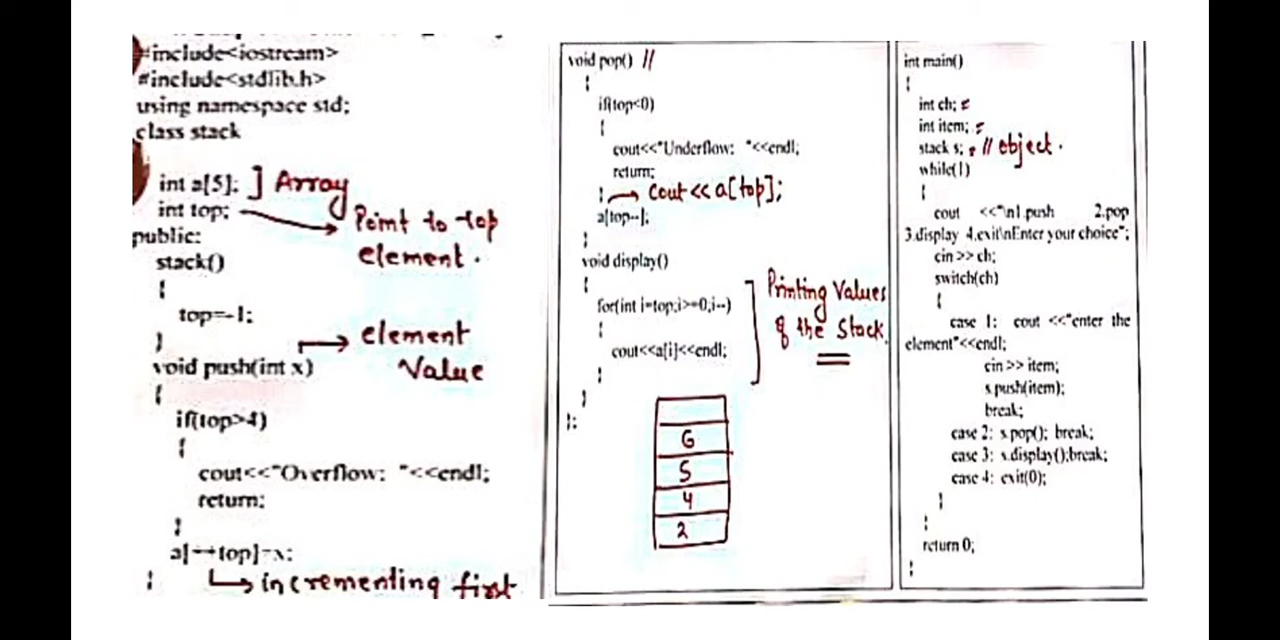 #include<iostream>
#include<stdlib.h>
using namespace std;
class stack
int a[5]; ] Array
int top; Point to top
element.
public:
stack()
{
top=-1;
}
element
Value
void push(int x)
{
if(top>4)
{
cout<<"Overflow: "<<endl;
return;
}
a[++top]=x;
incrementing first
}
void pop() //
{
if(top<0)
{
cout<<"Underflow: "<<endl;
return;
} cout<<a[top];
a[top--];
}
void display()
{
for(int i=top;i>=0;i--)
{
cout<<a[i]<<endl;
}
}
};
Printing Values
of the Stack.
6
5
4
2
int main()
{
int ch;
int item;
stack s; // object.
while(1)
{
cout <<"\n1.push 2.pop
3.display 4.exit\nEnter your choice";
cin >> ch;
switch(ch)
{
case 1: cout <<"enter the
element"<<endl;
cin >> item;
s.push(item);
break;
case 2: s.pop(); break;
case 3: s.display();break;
case 4: exit(0);
}
}
return 0;
}